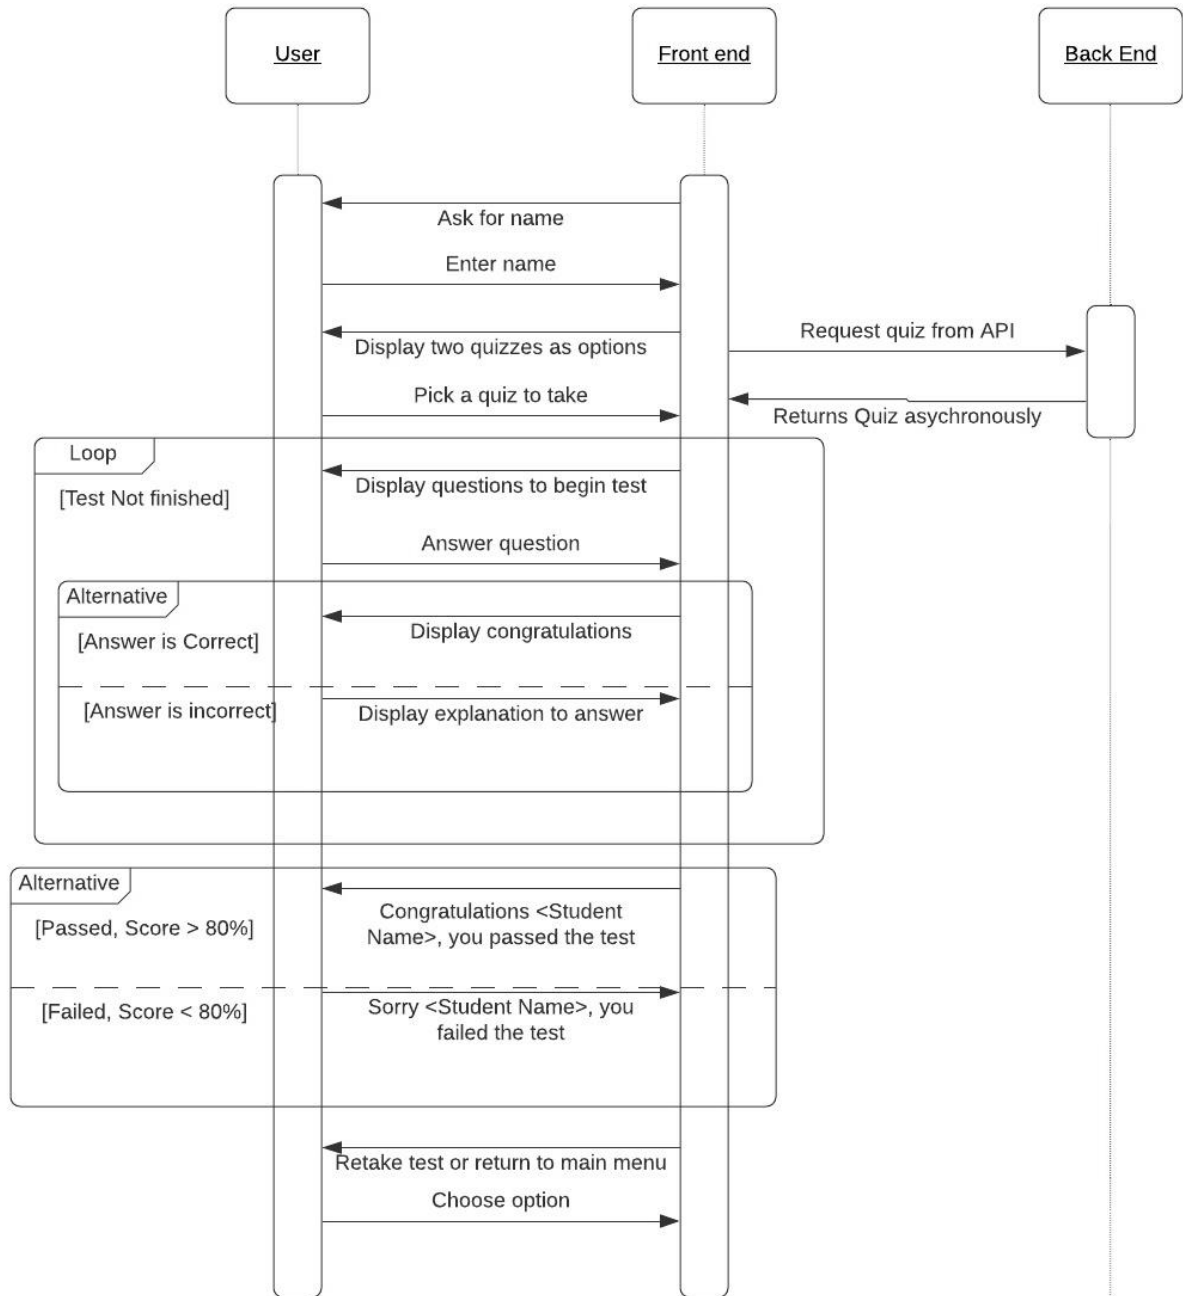 User
Front end
Back End
Ask for name
Enter name
Display two quizzes as options
Request quiz from API
Pick a quiz to take
Returns Quiz asychronously
Loop
[Test Not finished]
Display questions to begin test
Answer question
Alternative
[Answer is Correct]
Display congratulations
[Answer is incorrect]
Display explanation to answer
Alternative
[Passed, Score > 80%]
Congratulations <Student
Name>, you passed the test
[Failed, Score < 80%]
Sorry <Student Name>, you
failed the test
Retake test or return to main menu
Choose option